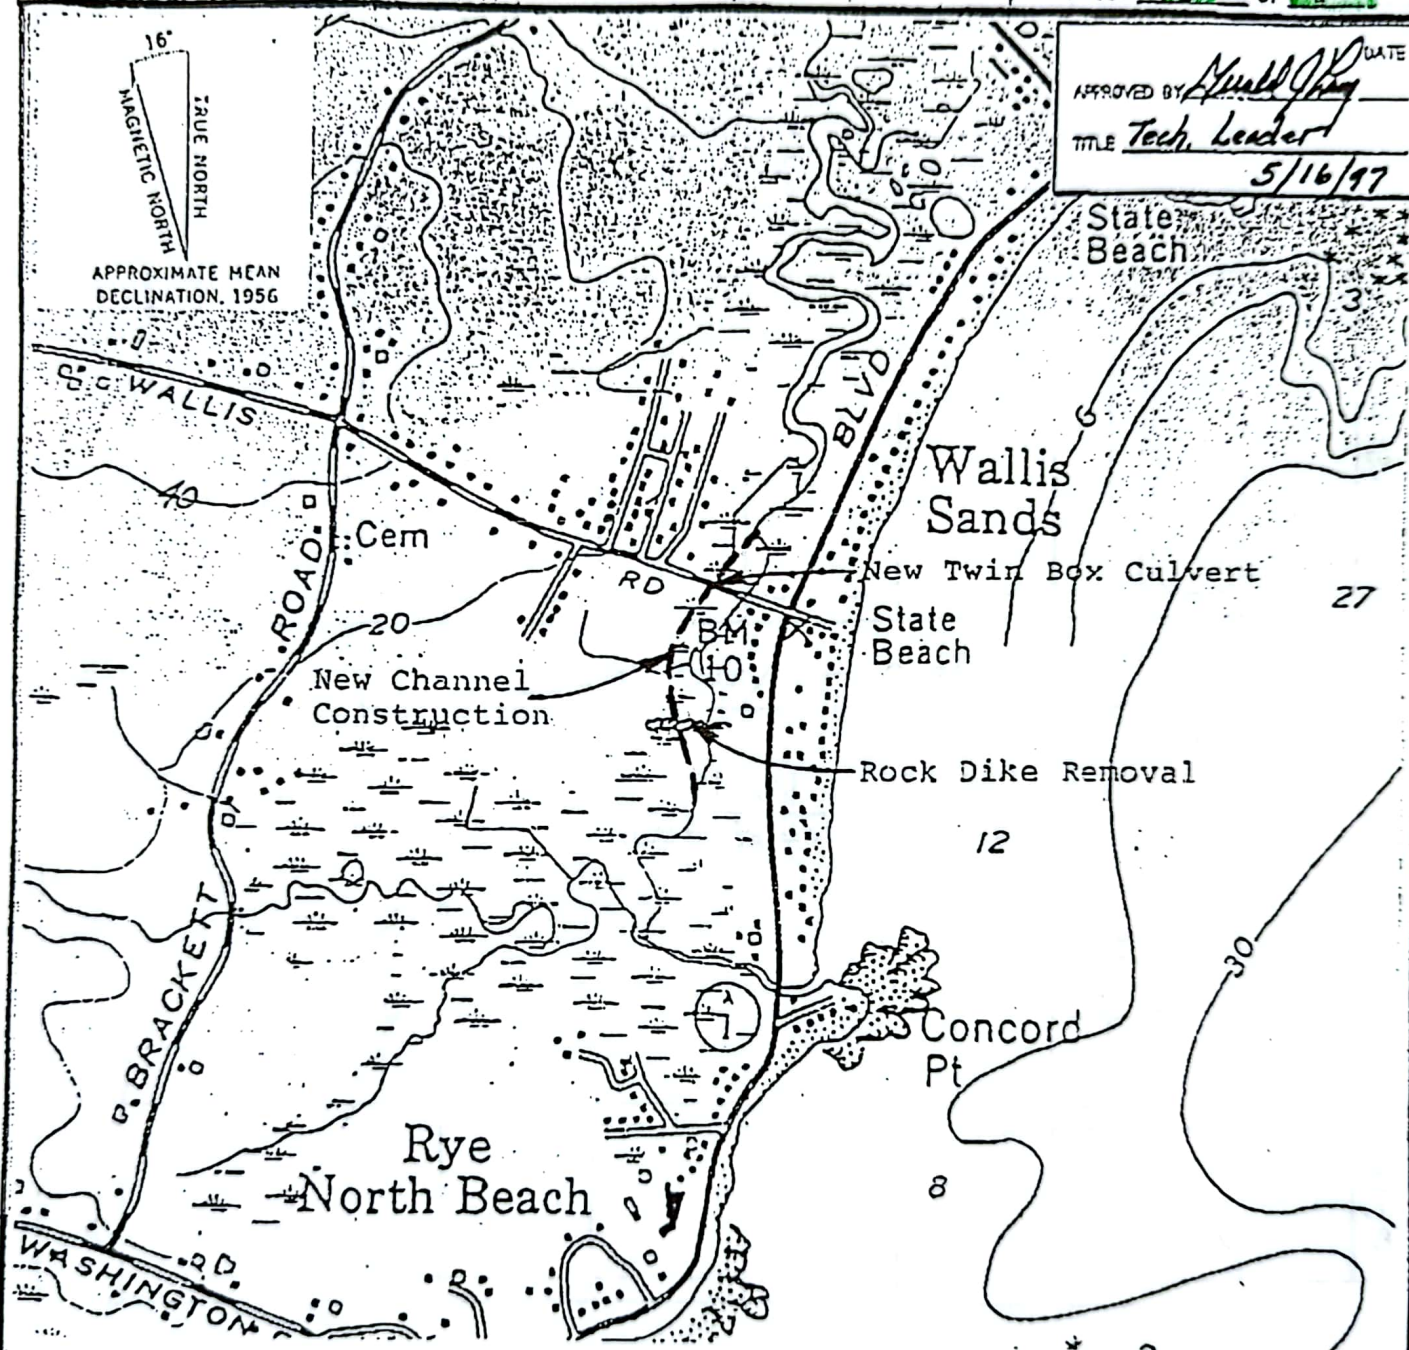 16°
TRUE NORTH
MAGNETIC NORTH
APPROXIMATE MEAN
DECLINATION, 1956
DATE
APPROVED BY
TITLE Tech. Leader
5/16/97
State
Beach
3
WALLIS
BLVD
6
Wallis
Sands
40
Cem
ROAD
RD
New Twin Box Culvert
27
20
BM
10
State
Beach
New Channel
Construction
Rock Dike Removal
12
BRACKETT
30
Concord
Pt
Rye
North Beach
8
WASHINGTON